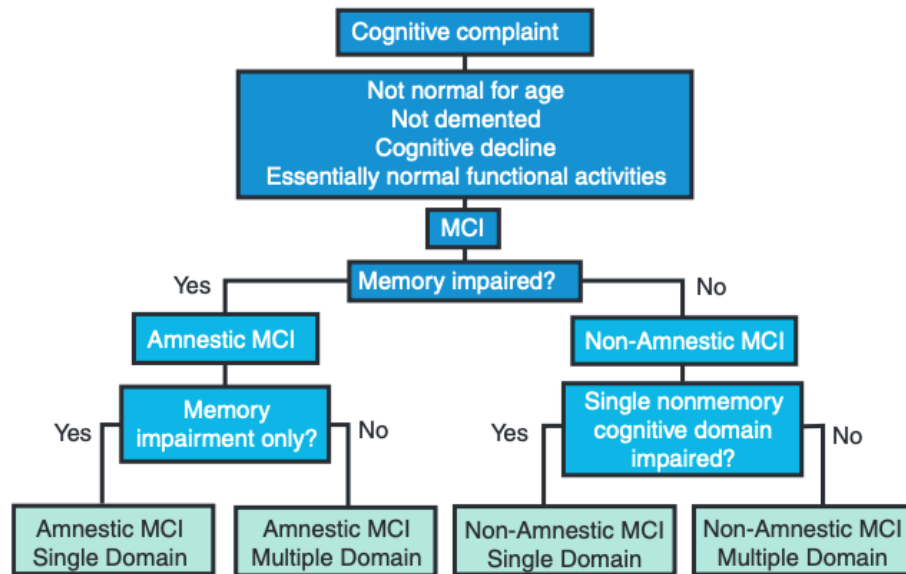 Cognitive complaint
Not normal for age
Not demented
Cognitive decline
Essentially normal functional activities
MCI
Yes
Memory impaired?
No
Amnestic MCI
Non-Amnestic MCI
Yes
Memory
impairment only?
No
Yes
Single nonmemory
cognitive domain
impaired?
No
Amnestic MCI
Single Domain
Amnestic MCI
Multiple Domain
Non-Amnestic MCI
Single Domain
Non-Amnestic MCI
Multiple Domain